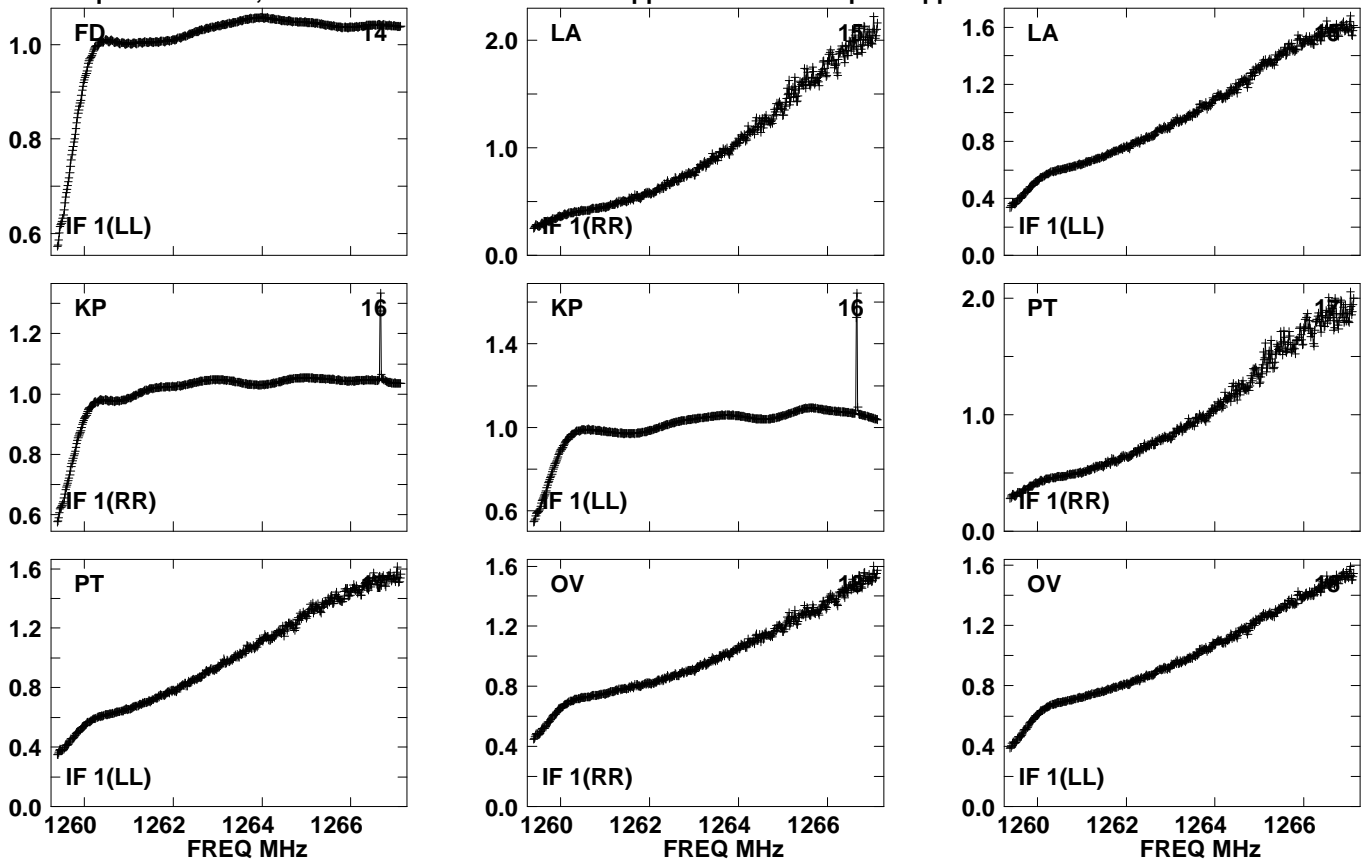 FD 14 LA 15 LA
1.0 0.8 0.6 IF 1(LL)
2.0 1.0 0.0 IF 1(RR)
1.6 1.2 0.8 0.4 0.0 IF 1(LL)
KP 16 KP 16 PT
1.2 1.0 0.8 0.6 IF 1(RR)
1.4 1.0 0.6 IF 1(LL)
2.0 1.0 0.0 IF 1(RR)
PT OV OV
1.6 1.2 0.8 0.4 0.0 IF 1(LL)
1.6 1.2 0.8 0.4 0.0 IF 1(RR)
1.6 1.2 0.8 0.4 0.0 IF 1(LL)
1260 1262 1264 1266 1260 1262 1264 1266 1260 1262 1264 1266
FREQ MHz FREQ MHz FREQ MHz